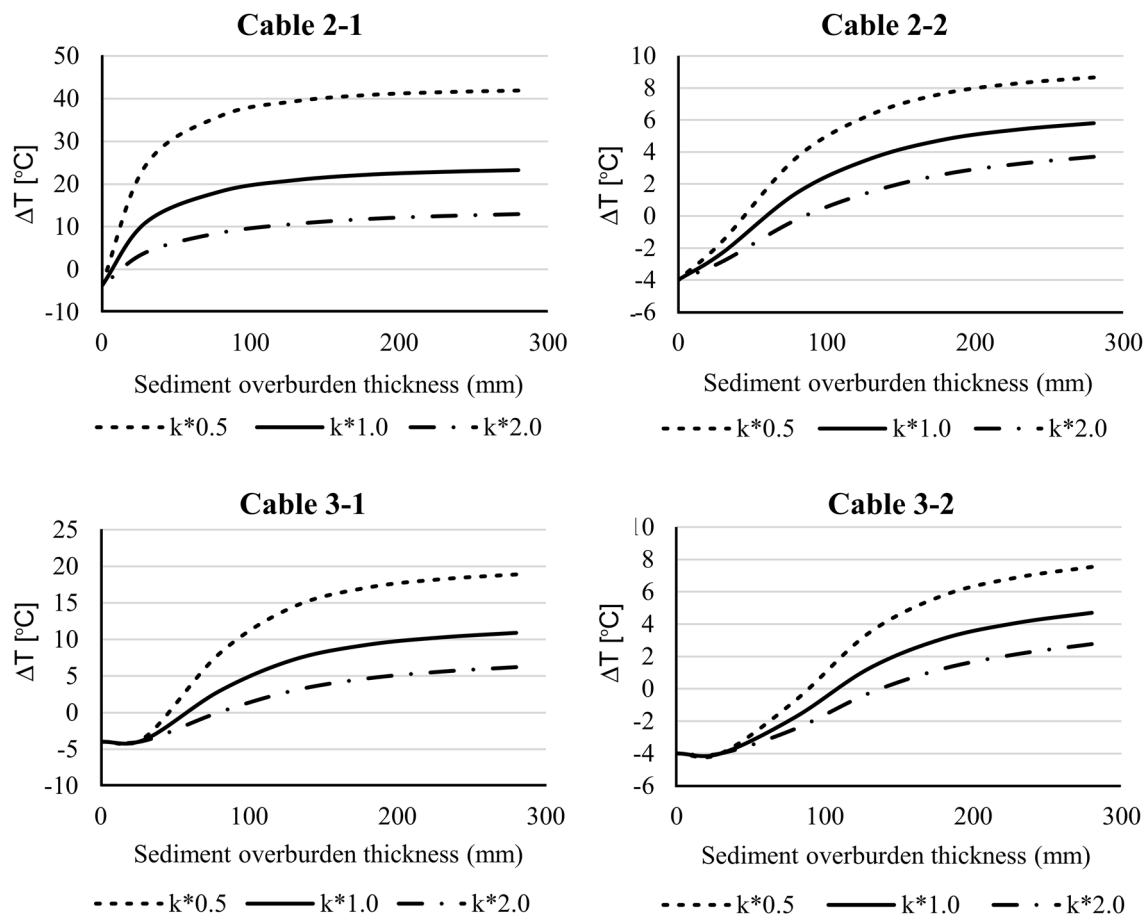 Cable 2-1
50
40
30
20
10
0
-10
ΔT [°C]
0 100 200 300
Sediment overburden thickness (mm)
k*0.5 k*1.0 k*2.0
Cable 2-2
10
8
6
4
2
0
-2
-4
-6
ΔT [°C]
0 100 200 300
Sediment overburden thickness (mm)
k*0.5 k*1.0 k*2.0
Cable 3-1
25
20
15
10
5
0
-5
-10
ΔT [°C]
0 100 200 300
Sediment overburden thickness (mm)
k*0.5 k*1.0 k*2.0
Cable 3-2
10
8
6
4
2
0
-2
-4
-6
ΔT [°C]
0 100 200 300
Sediment overburden thickness (mm)
k*0.5 k*1.0 k*2.0